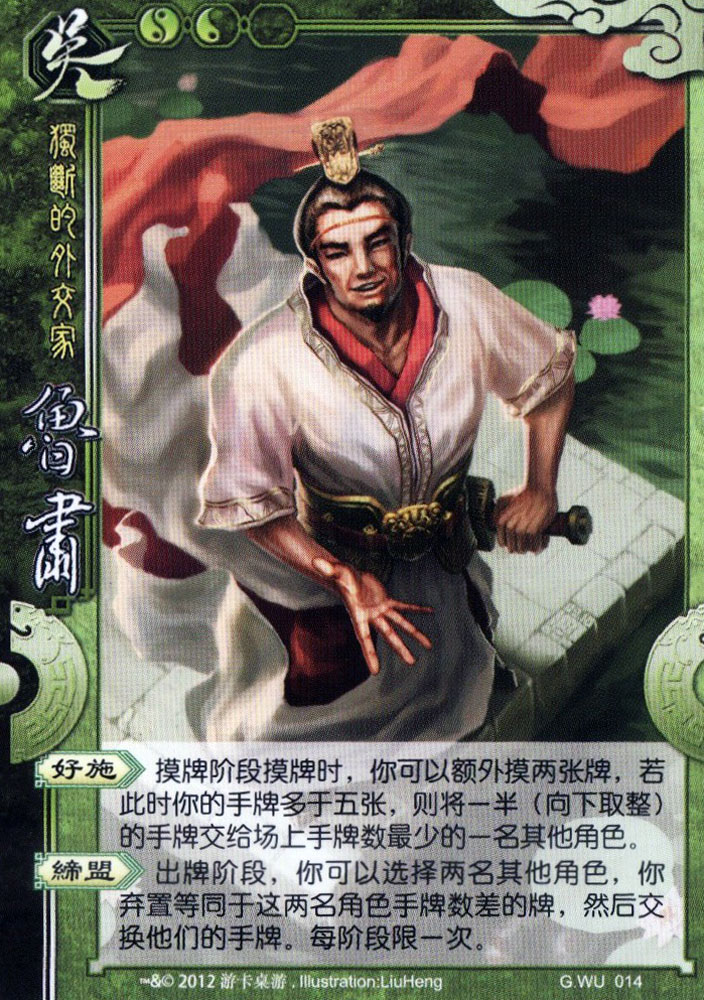 吴
獨斷的外交家
魯肅
好施 摸牌阶段摸牌时，你可以额外摸两张牌，若
此时你的手牌多于五张，则将一半（向下取整）
的手牌交给场上手牌数最少的一名其他角色。
締盟 出牌阶段，你可以选择两名其他角色，你
弃置等同于这两名角色手牌数差的牌，然后交
换他们的手牌。每阶段限一次。
™&© 2012 游卡桌游 . Illustration:LiuHeng
G.WU 014